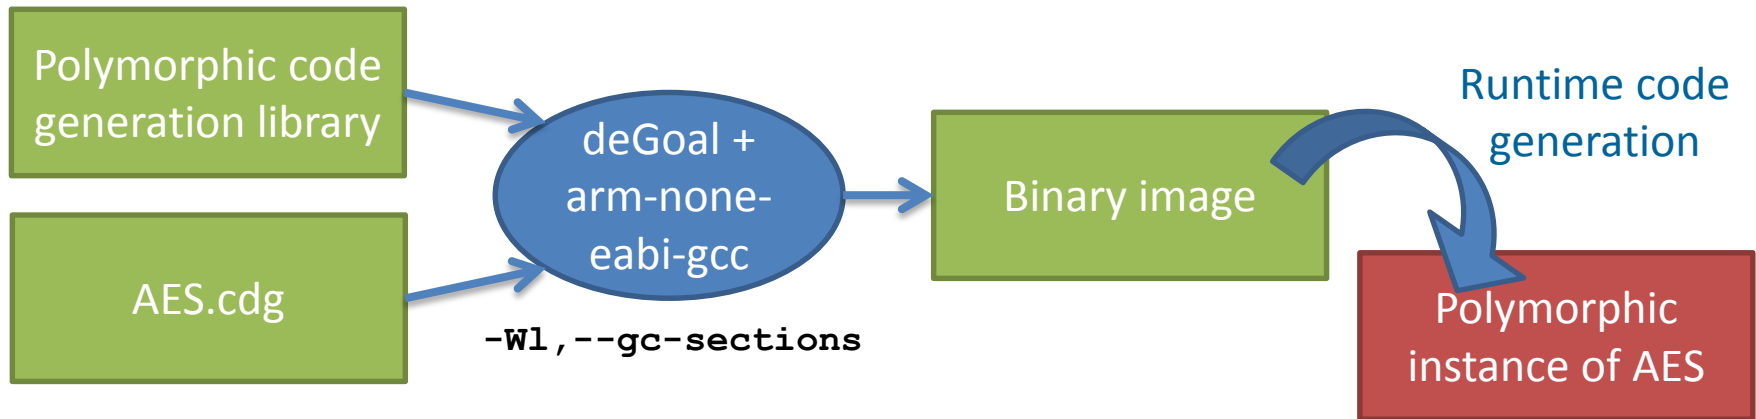 Polymorphic code
generation library
AES.cdg
deGoal +
arm-none-
eabi-gcc
-Wl,--gc-sections
Binary image
Runtime code
generation
Polymorphic
instance of AES